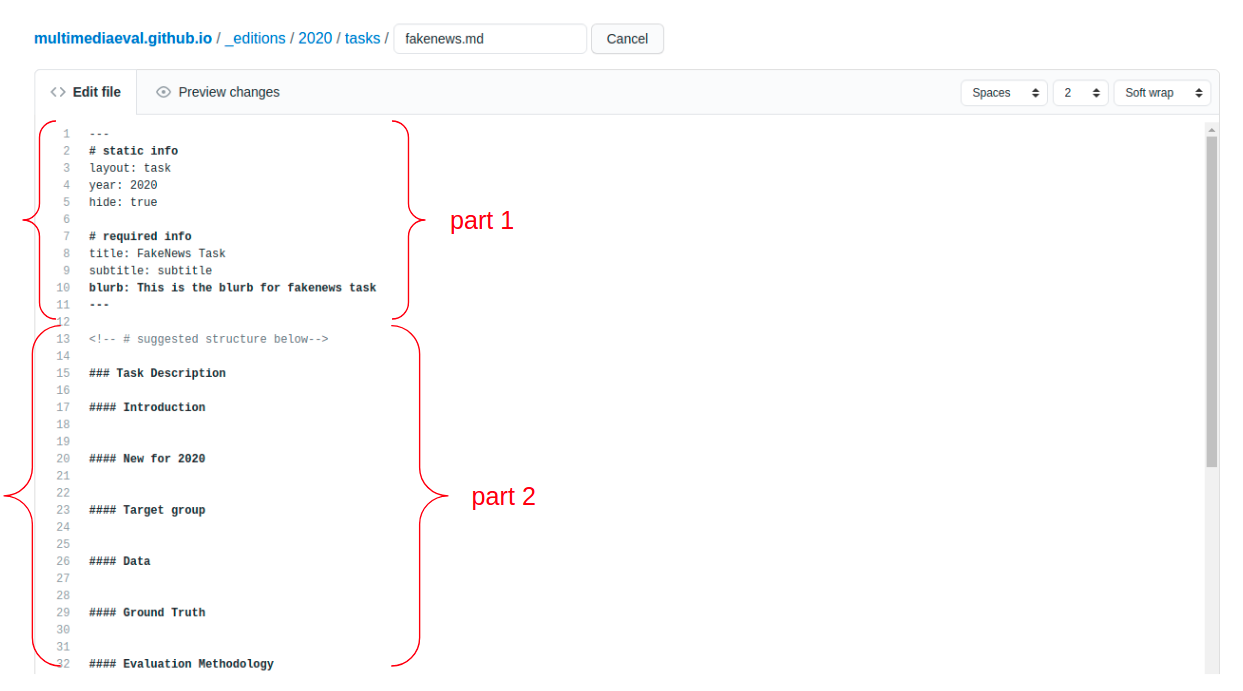 multimediaeval.github.io / _editions / 2020 / tasks / fakenews.md Cancel
<> Edit file Preview changes Spaces 2 Soft wrap
1 ---
2 # static info
3 layout: task
4 year: 2020
5 hide: true
6
7 # required info
8 title: FakeNews Task
9 subtitle: subtitle
10 blurb: This is the blurb for fakenews task
11 ---
12
13 <!-- # suggested structure below-->
14
15 ### Task Description
16
17 #### Introduction
18
19
20 #### New for 2020
21
22
23 #### Target group
24
25
26 #### Data
27
28
29 #### Ground Truth
30
31
32 #### Evaluation Methodology
part 1
part 2